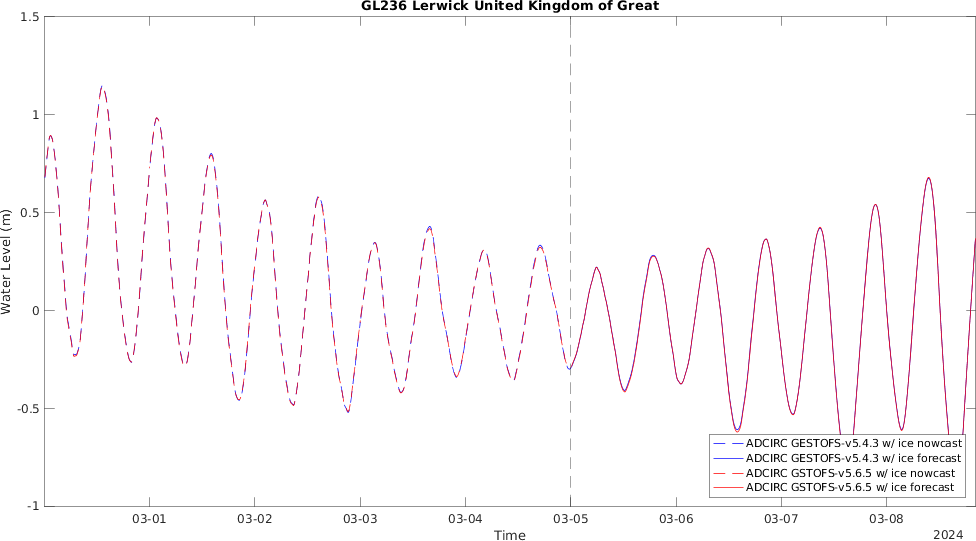 GL236 Lerwick United Kingdom of Great
1.5
1
0.5
0
-0.5
-1
Water Level (m)
03-01 03-02 03-03 03-04 03-05 03-06 03-07 03-08
Time
2024
ADCIRC GESTOFS-v5.4.3 w/ ice nowcast
ADCIRC GESTOFS-v5.4.3 w/ ice forecast
ADCIRC GSTOFS-v5.6.5 w/ ice nowcast
ADCIRC GSTOFS-v5.6.5 w/ ice forecast